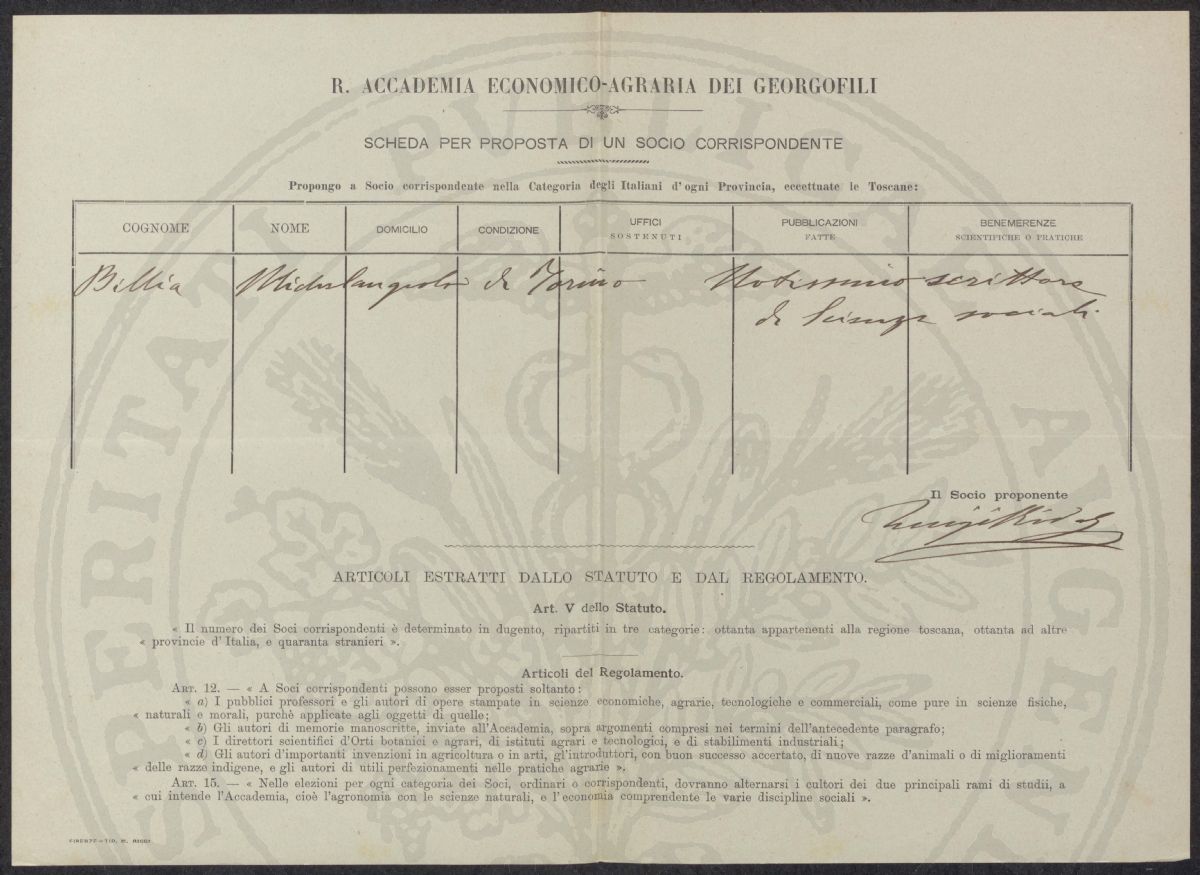 R. ACCADEMIA ECONOMICO-AGRARIA DEI GEORGOFILI
SCHEDA PER PROPOSTA DI UN SOCIO CORRISPONDENTE
Propongo a Socio corrispondente nella Categoria degli Italiani d'ogni Provincia, eccettuate le Toscane:
COGNOME NOME DOMICILIO CONDIZIONE UFFICI SOSTENUTI PUBBLICAZIONI FATTE BENEMERENZE SCIENTIFICHE O PRATICHE
Billia Michelangelo di Torino Notissimo scrittore
di Scienze sociali
Il Socio proponente
Luigi
ARTICOLI ESTRATTI DALLO STATUTO E DAL REGOLAMENTO.
Art. V dello Statuto.
« Il numero dei Soci corrispondenti è determinato in dugento, ripartiti in tre categorie: ottanta appartenenti alla regione toscana, ottanta ad altre
« provincie d'Italia, e quaranta stranieri ».
Articoli del Regolamento.
ART. 12. — « A Soci corrispondenti possono esser proposti soltanto:
« a) I pubblici professori e gli autori di opere stampate in scienze economiche, agrarie, tecnologiche e commerciali, come pure in scienze fisiche,
« naturali e morali, purchè applicate agli oggetti di quelle;
« b) Gli autori di memorie manoscritte, inviate all'Accademia, sopra argomenti compresi nei termini dell'antecedente paragrafo;
« c) I direttori scientifici d'Orti botanici e agrari, di istituti agrari e tecnologici, e di stabilimenti industriali;
« d) Gli autori d'importanti invenzioni in agricoltura o in arti, gl'introduttori, con buon successo accertato, di nuove razze d'animali o di miglioramenti
« delle razze indigene, e gli autori di utili perfezionamenti nelle pratiche agrarie ».
ART. 15. — « Nelle elezioni per ogni categoria dei Soci, ordinari o corrispondenti, dovranno alternarsi i cultori dei due principali rami di studii, a
« cui intende l'Accademia, cioè l'agronomia con le scienze naturali, e l'economia comprendente le varie discipline sociali ».
FIRENZE—TIP. M. RICCI
PROSPERITATI PVBLICAE AVGENDAE